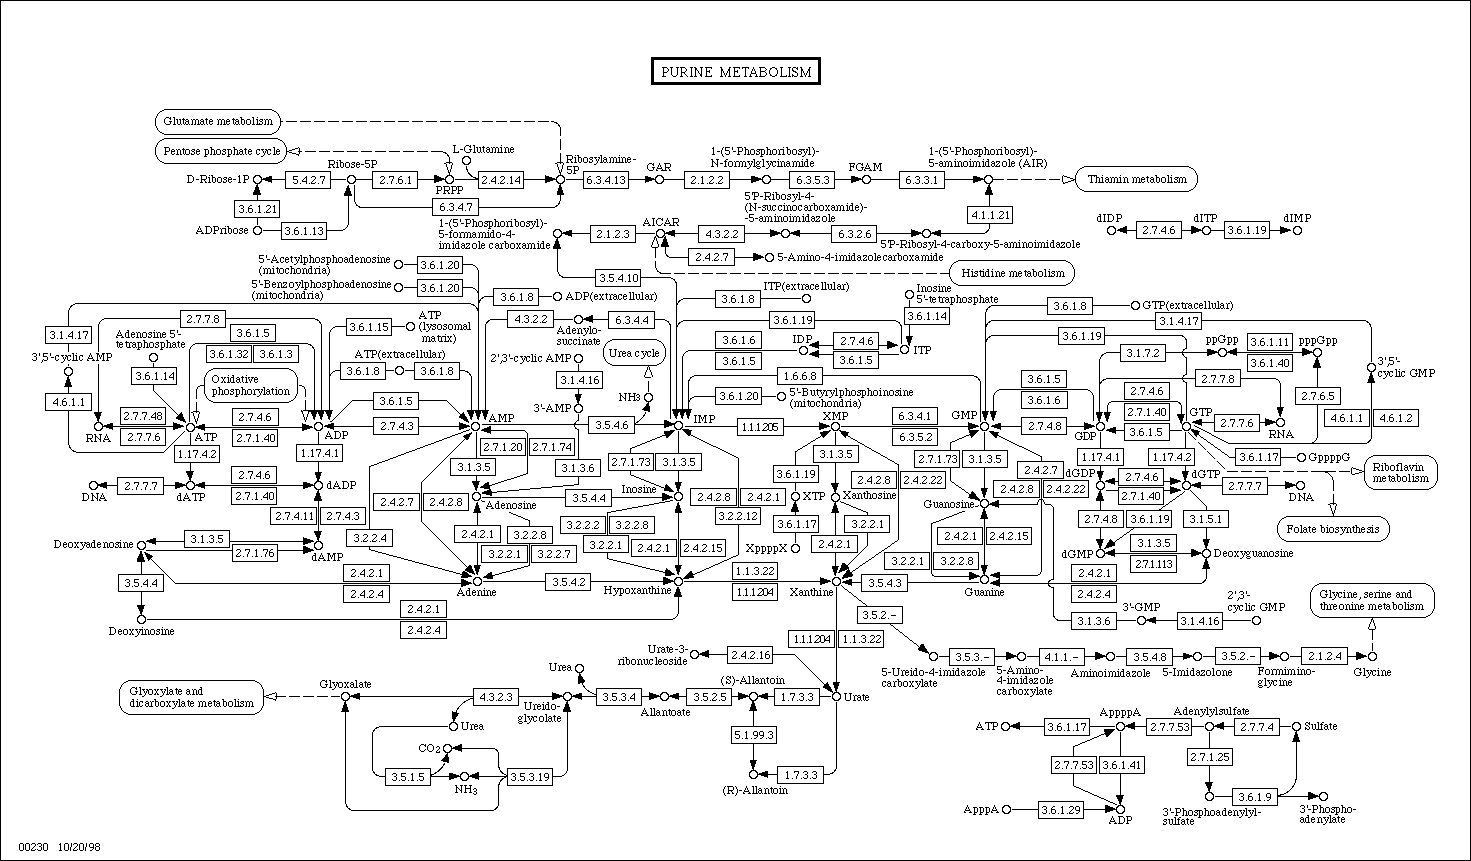 PURINE METABOLISM
Glutamate metabolism
Pentose phosphate cycle
L-Glutamine
Ribose-5P
D-Ribose-1P
5.4.2.7
2.7.6.1
PRPP
2.4.2.14
6.3.4.7
Ribosylamine-
5P
6.3.4.13
GAR
2.1.2.2
1-(5'-Phosphoribosyl)-
N-formylglycinamide
6.3.5.3
FGAM
6.3.3.1
1-(5'-Phosphoribosyl)-
5-aminoimidazole (AIR)
Thiamin metabolism
3.6.1.21
ADPribose
3.6.1.13
1-(5'-Phosphoribosyl)-
5-formamido-4-
imidazole carboxamide
2.1.2.3
AICAR
4.3.2.2
5'P-Ribosyl-4-
(N-succinocarboxamide)-
-5-aminoimidazole
6.3.2.6
4.1.1.21
5'P-Ribosyl-4-carboxy-5-aminoimidazole
2.4.2.7
5-Amino-4-imidazolecarboxamide
Histidine metabolism
dIDP
2.7.4.6
dITP
3.6.1.19
dIMP
5'-Acetylphosphoadenosine
(mitochondria)
3.6.1.20
5'-Benzoylphosphoadenosine
(mitochondria)
3.6.1.20
3.5.4.10
3.6.1.8
ADP(extracellular)
4.3.2.2
6.3.4.4
Adenylo-
succinate
3.6.1.8
ITP(extracellular)
3.6.1.19
Inosine
5'-tetraphosphate
3.6.1.14
3.6.1.6
IDP
2.7.4.6
3.6.1.5
3.6.1.5
ITP
1.6.6.8
3.6.1.20
5'-Butyrylphosphoinosine
(mitochondria)
3.6.1.8
GTP(extracellular)
3.1.4.17
3.6.1.19
3.1.4.17
2.7.7.8
Adenosine 5'-
tetraphosphate
3.6.1.5
3.6.1.32
3.6.1.3
3',5'-cyclic AMP
3.6.1.14
Oxidative
phosphorylation
3.6.1.15
ATP
(lysosomal
matrix)
ATP(extracellular)
3.6.1.8
3.6.1.8
2',3'-cyclic AMP
3.1.4.16
3'-AMP
Urea cycle
NH3
3.5.4.6
4.6.1.1
2.7.7.48
2.7.7.6
RNA
ATP
2.7.4.6
2.7.1.40
ADP
3.6.1.5
2.7.4.3
AMP
IMP
1.1.1.205
XMP
6.3.4.1
6.3.5.2
GMP
3.6.1.5
3.6.1.6
2.7.4.8
GDP
3.1.7.2
ppGpp
3.6.1.11
3.6.1.40
pppGpp
2.7.7.8
2.7.6.5
3',5'-
cyclic GMP
2.7.4.6
2.7.1.40
3.6.1.5
GTP
2.7.7.6
RNA
4.6.1.1
4.6.1.2
3.6.1.17
GppppG
Riboflavin
metabolism
Folate biosynthesis
1.17.4.2
1.17.4.1
DNA
2.7.7.7
dATP
2.7.4.6
2.7.1.40
dADP
2.7.4.11
2.7.4.3
dAMP
Deoxyadenosine
3.1.3.5
2.7.1.76
3.5.4.4
Deoxyinosine
2.4.2.1
2.4.2.4
2.4.2.1
2.4.2.4
2.4.2.7
2.4.2.8
3.2.2.4
2.7.1.20
2.7.1.74
3.1.3.5
3.1.3.6
Adenosine
3.5.4.4
2.4.2.1
3.2.2.8
3.2.2.1
3.2.2.7
Adenine
3.5.4.2
2.7.1.73
3.1.3.5
Inosine
3.2.2.2
3.2.2.8
3.2.2.1
2.4.2.1
2.4.2.15
2.4.2.8
2.4.2.1
3.2.2.12
Hypoxanthine
1.1.3.22
1.1.1.204
3.6.1.19
3.1.3.5
XTP
Xanthosine
3.6.1.17
3.2.2.1
2.4.2.1
XppppX
Xanthine
2.4.2.8
2.4.2.22
2.7.1.73
3.1.3.5
2.4.2.7
2.4.2.8
2.4.2.22
Guanosine
2.4.2.1
2.4.2.15
3.2.2.1
3.2.2.8
3.5.4.3
Guanine
1.17.4.1
1.17.4.2
dGDP
2.7.4.6
2.7.1.40
dGTP
2.7.7.7
DNA
2.7.4.8
3.6.1.19
3.1.5.1
dGMP
3.1.3.5
2.7.1.113
Deoxyguanosine
2.4.2.1
2.4.2.4
3'-GMP
2',3'-
cyclic GMP
3.1.3.6
3.1.4.16
Glycine, serine and
threonine metabolism
3.5.2.-
1.1.1.204
1.1.3.22
Urate-3-
ribonucleoside
2.4.2.16
5-Ureido-4-imidazole
carboxylate
3.5.3.-
5-Amino-
4-imidazole
carboxylate
4.1.1.-
Aminoimidazole
3.5.4.8
5-Imidazolone
3.5.2.-
Formimino-
glycine
2.1.2.4
Glycine
Glyoxylate and
dicarboxylate metabolism
Glyoxalate
4.3.2.3
Urea
Ureido-
glycolate
Urea
3.5.3.4
Allantoate
3.5.2.5
(S)-Allantoin
1.7.3.3
Urate
5.1.99.3
1.7.3.3
(R)-Allantoin
CO2
3.5.1.5
NH3
3.5.3.19
ATP
3.6.1.17
AppppA
2.7.7.53
Adenylylsulfate
2.7.7.4
Sulfate
2.7.7.53
3.6.1.41
2.7.1.25
ApppA
3.6.1.29
ADP
3'-Phosphoadenylyl-
sulfate
3.6.1.9
3'-Phospho-
adenylate
00230 10/20/98